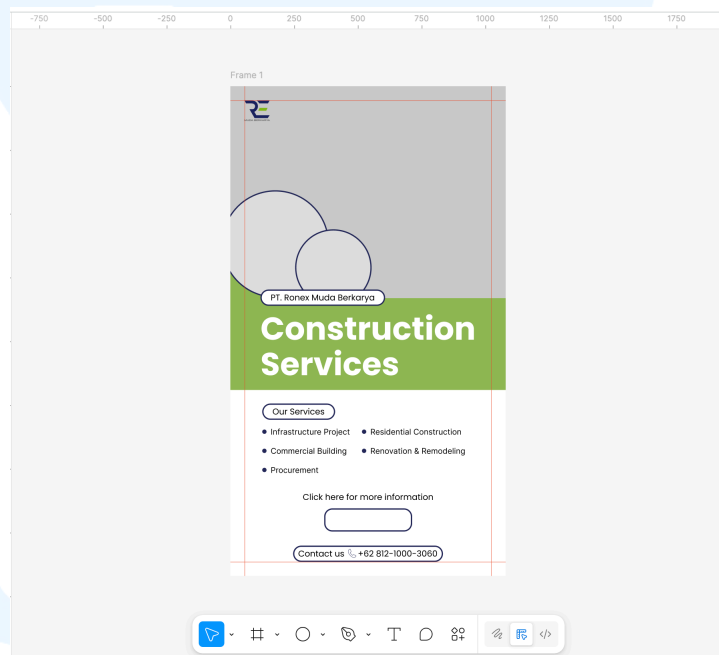 -750 -500 -250 0 250 500 750 1000 1250 1500 1750
Frame 1
RE
PT. Ronex Muda Berkarya
Construction
Services
Our Services
Infrastructure Project
Residential Construction
Commercial Building
Renovation & Remodeling
Procurement
Click here for more information
Contact us +62 812-1000-3060